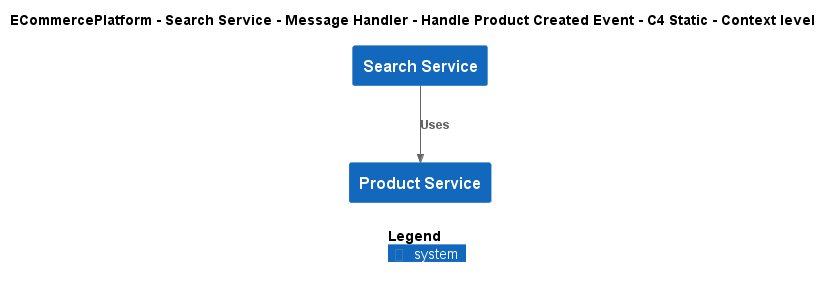 ECommercePlatform - Search Service - Message Handler - Handle Product Created Event - C4 Static - Context level
Search Service
Uses
Product Service
Legend
system